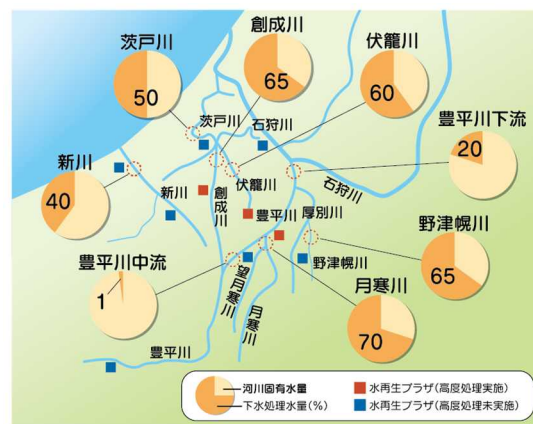 茨戸川
50
創成川
65
伏籠川
60
豊平川下流
20
新川
40
茨戸川
石狩川
石狩川
新川
創成川
伏籠川
豊平川
厚別川
野津幌川
65
豊平川中流
1
望月寒川
月寒川
野津幌川
月寒川
70
豊平川
河川固有水量
下水処理水量(%)
水再生プラザ(高度処理実施)
水再生プラザ(高度処理未実施)